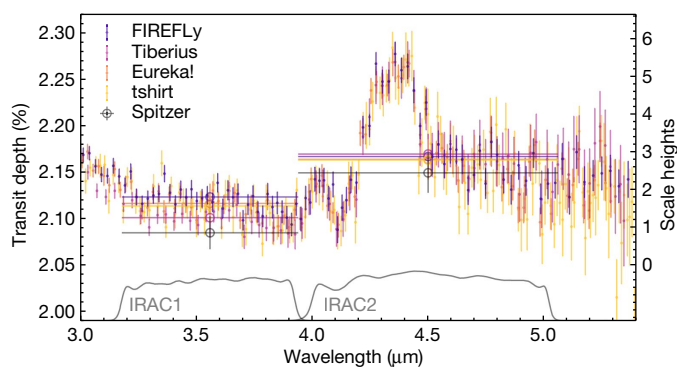 2.30
2.25
2.20
2.15
2.10
2.05
2.00
Transit depth (%)
FIREFLy
Tiberius
Eureka!
tshirt
Spitzer
IRAC1
IRAC2
6
5
4
3
2
1
0
Scale heights
3.0
3.5
4.0
4.5
5.0
Wavelength (μm)